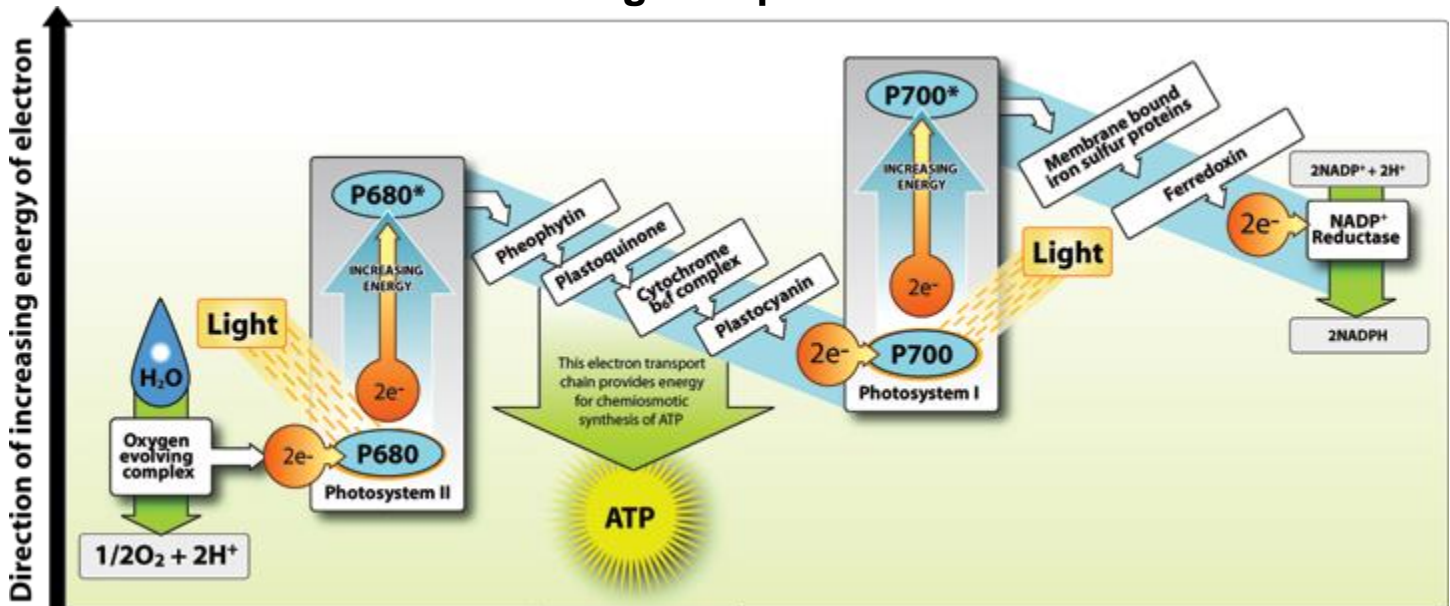 Direction of increasing energy of electron
H₂O
Oxygen
evolving
complex
1/2O₂ + 2H⁺
Light
2e-
P680*
INCREASING
ENERGY
2e-
P680
Photosystem II
Pheophytin
Plastoquinone
Cytochrome
b₆f complex
Plastocyanin
This electron transport
chain provides energy
for chemiosmotic
synthesis of ATP
ATP
2e-
P700*
INCREASING
ENERGY
2e-
P700
Photosystem I
Light
Membrane bound
iron sulfur proteins
Ferredoxin
2e-
2NADP⁺ + 2H⁺
NADP⁺
Reductase
2NADPH